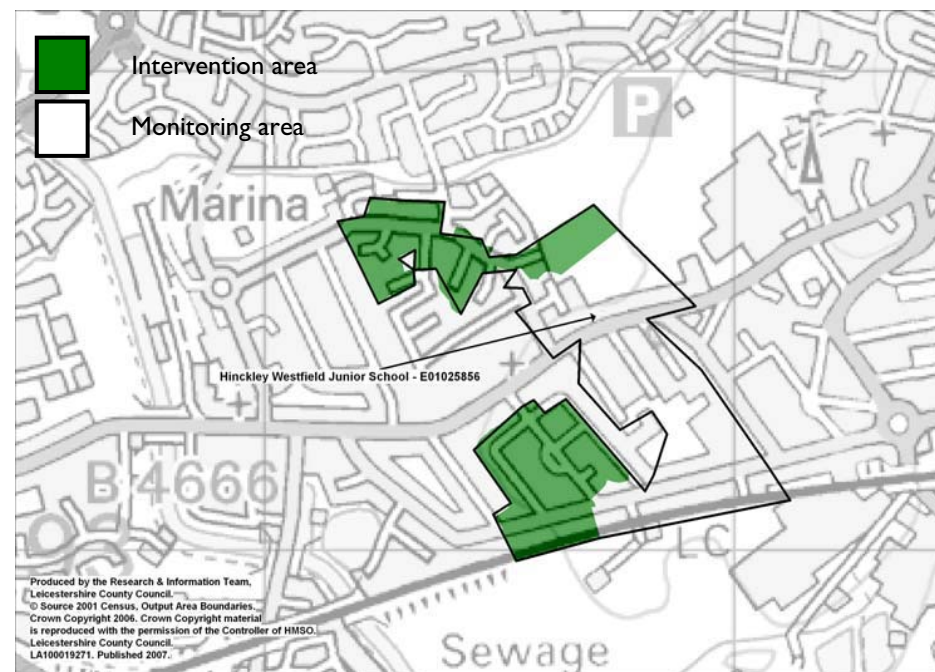 Intervention area
P
Monitoring area
Marina
Hinckley Westfield Junior School - E01025856
B 4666
LC
Produced by the Research & Information Team,
Leicestershire County Council.
© Source 2001 Census, Output Area Boundaries.
Crown Copyright 2006. Crown Copyright material
is reproduced with the permission of the Controller of HMSO.
Leicestershire County Council.
LA100019271. Published 2007.
Sewage